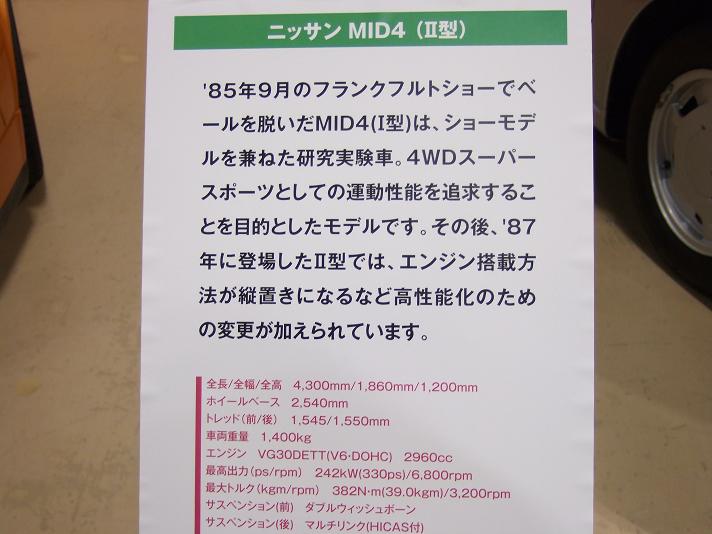 ニッサン MID4（Ⅱ型）
'85年9月のフランクフルトショーでベ
ールを脱いだMID4(Ⅰ型)は、ショーモデ
ルを兼ねた研究実験車。4WDスーパー
スポーツとしての運動性能を追求するこ
とを目的としたモデルです。その後、'87
年に登場したⅡ型では、エンジン搭載方
法が縦置きになるなど高性能化のため
の変更が加えられています。
全長/全幅/全高　4,300mm/1,860mm/1,200mm
ホイールベース　2,540mm
トレッド（前/後）　1,545/1,550mm
車両重量　1,400kg
エンジン　VG30DETT(V6・DOHC)　2960cc
最高出力（ps/rpm）　242kW(330ps)/6,800rpm
最大トルク（kgm/rpm）　382N・m(39.0kgm)/3,200rpm
サスペンション(前)　ダブルウィッシュボーン
サスペンション(後)　マルチリンク(HICAS付)